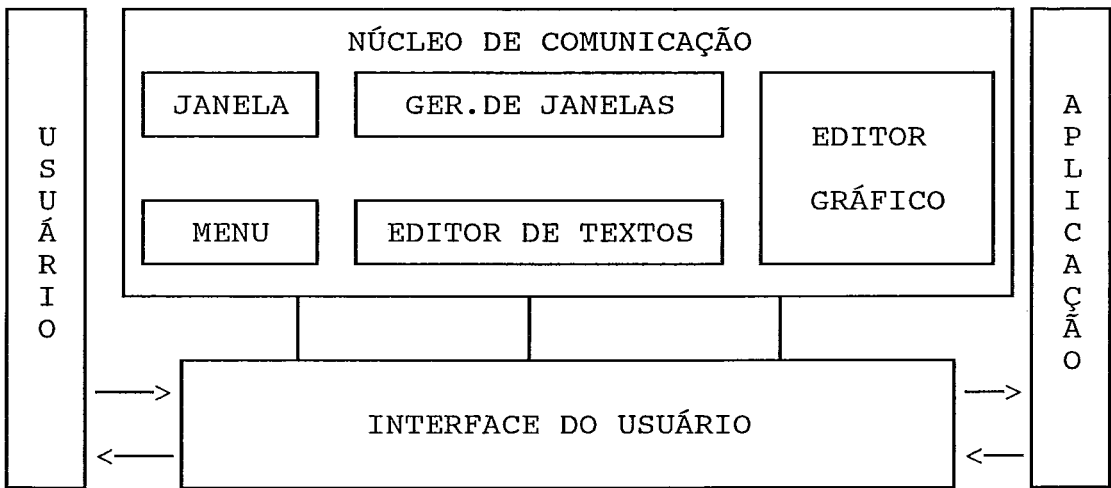 USUÁRIO
NÚCLEO DE COMUNICAÇÃO
JANELA
GER.DE JANELAS
EDITOR
GRÁFICO
MENU
EDITOR DE TEXTOS
INTERFACE DO USUÁRIO
APLICAÇÃO